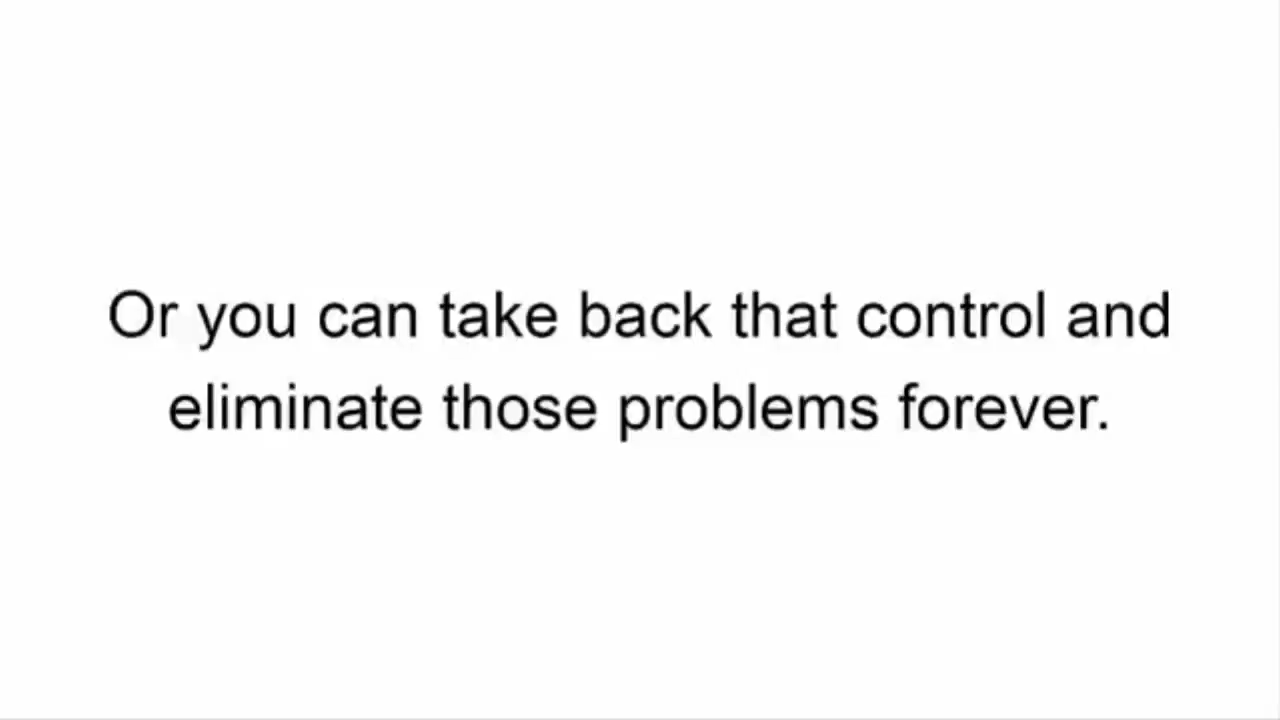 Or you can take back that control and
eliminate those problems forever.